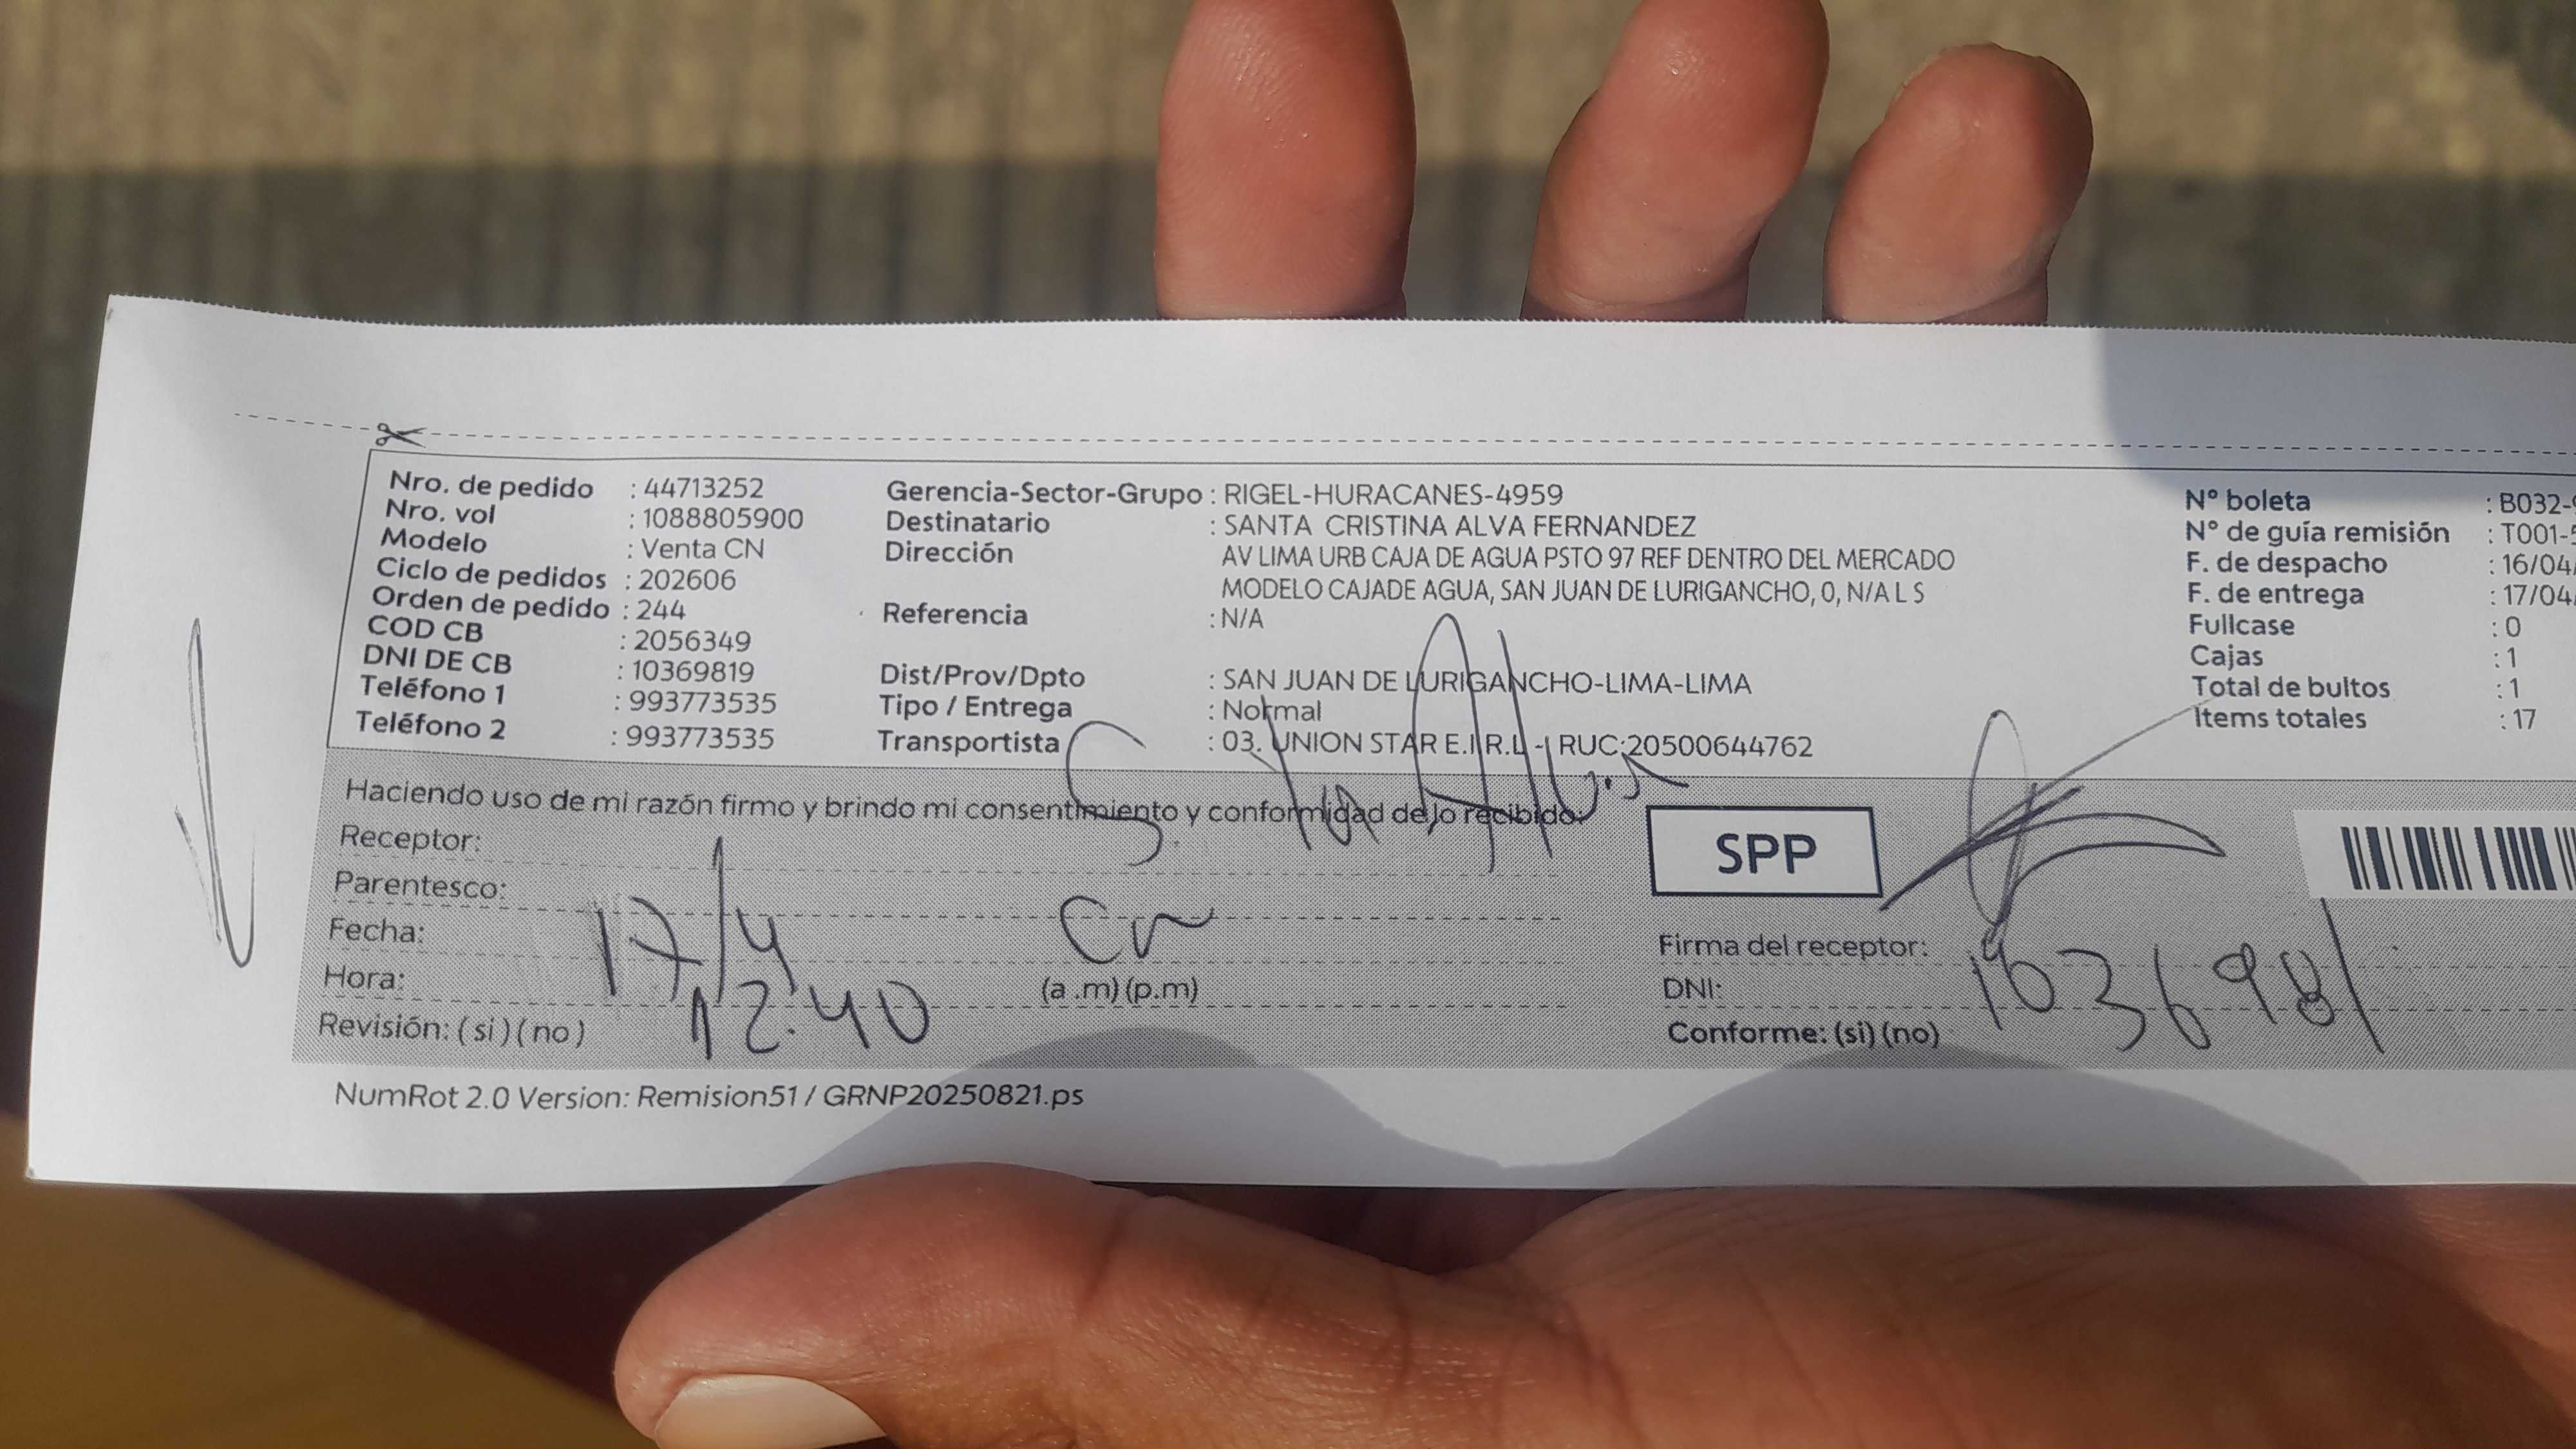 Nro. de pedido : 44713252
Nro. vol : 1088805900
Modelo : Venta CN
Ciclo de pedidos : 202606
Orden de pedido : 244
COD CB : 2056349
DNI DE CB : 10369819
Teléfono 1 : 993773535
Teléfono 2 : 993773535
Gerencia-Sector-Grupo : RIGEL-HURACANES-4959
Destinatario : SANTA CRISTINA ALVA FERNANDEZ
Dirección AV LIMA URB CAJA DE AGUA PSTO 97 REF DENTRO DEL MERCADO
MODELO CAJADE AGUA, SAN JUAN DE LURIGANCHO, 0, N/A L S
Referencia : N/A
Dist/Prov/Dpto : SAN JUAN DE LURIGANCHO-LIMA-LIMA
Tipo / Entrega : Normal
Transportista : 03. UNION STAR E.I.R.L - RUC:20500644762
Nº boleta : B032-
Nº de guía remisión : T001-
F. de despacho : 16/04/
F. de entrega : 17/04/
Fullcase : 0
Cajas : 1
Total de bultos : 1
Items totales : 17
Haciendo uso de mi razón firmo y brindo mi consentimiento y conformidad de lo recibido:
Receptor:
Parentesco:
Fecha: 17/4
Hora: 12:40 (a .m) (p.m)
Revisión: (si) (no)
SPP
Firma del receptor:
DNI: 1036981
Conforme: (si) (no)
NumRot 2.0 Version: Remision51 / GRNP20250821.ps